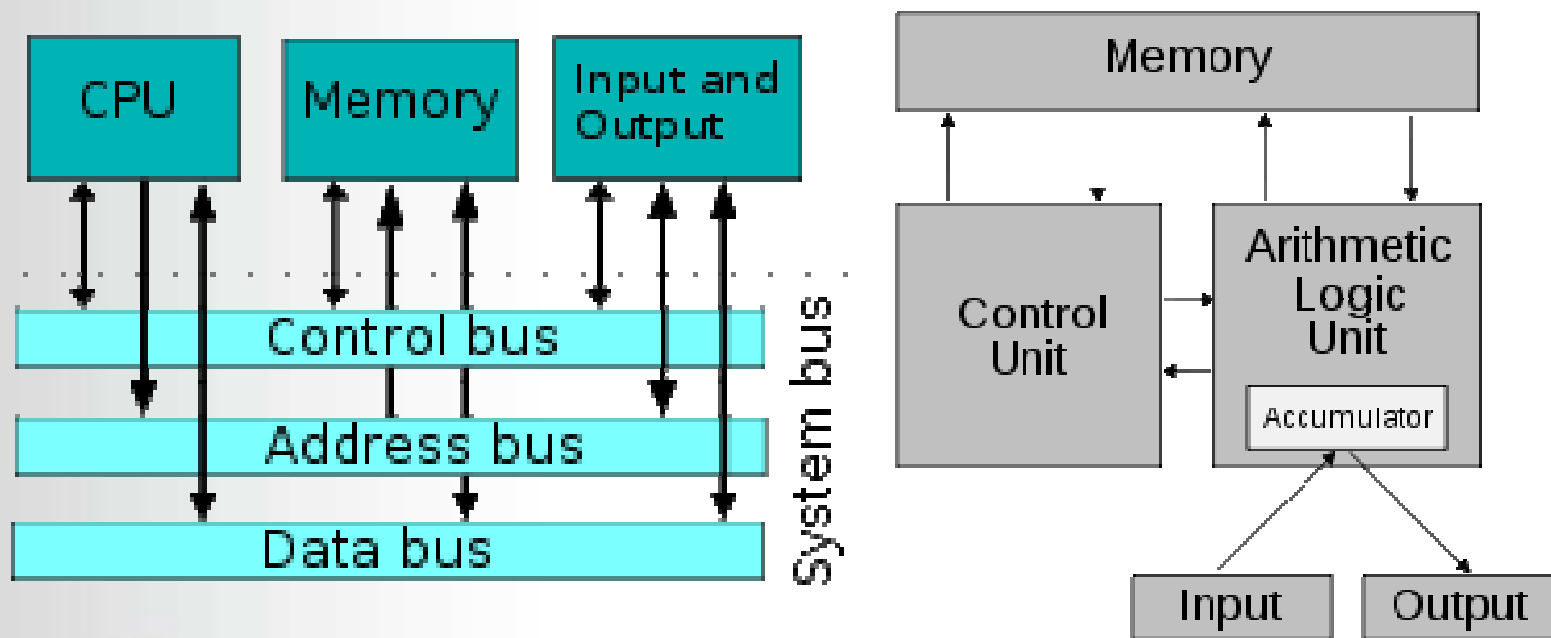 CPU
Memory
Input and
Output
Control bus
Address bus
Data bus
System bus
Memory
Control
Unit
Arithmetic
Logic
Unit
Accumulator
Input
Output